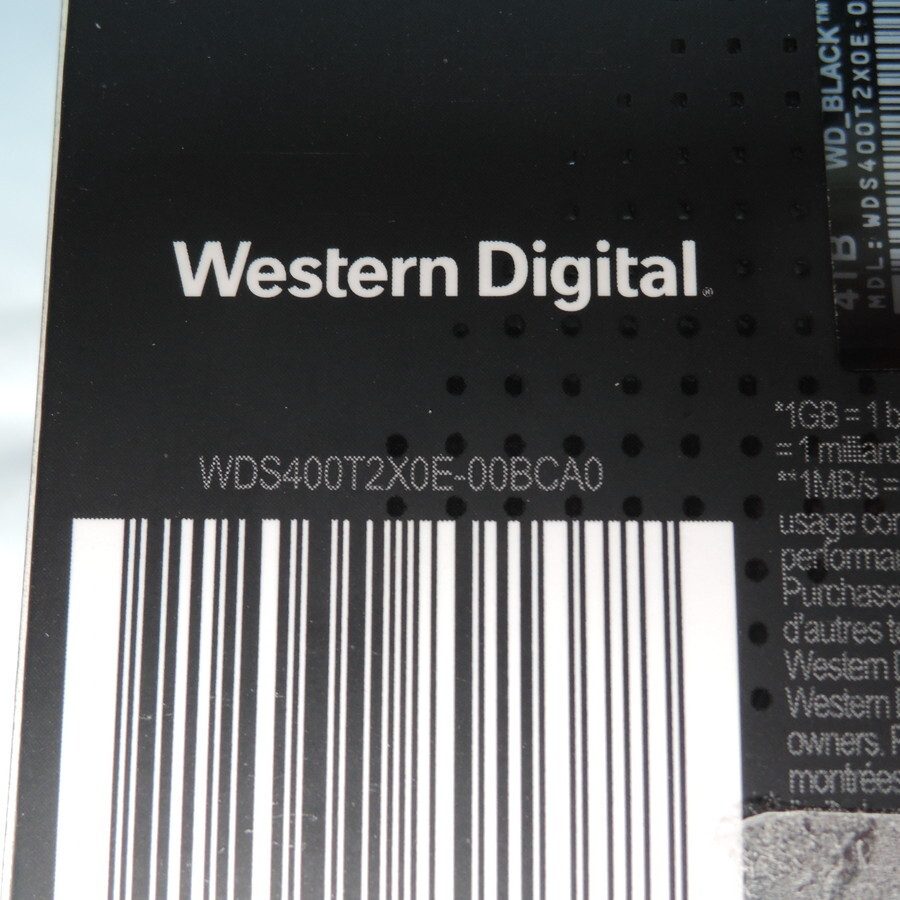 WD_BLACK™
4TB
MDL: WDS400T2X0E-0
Western Digital®
WDS400T2X0E-00BCA0
*1GB = 1 b
= 1 milliard
**1MB/s =
usage con
performa
Purchase
d'autres te
Western D
Western
owners. P
montrées